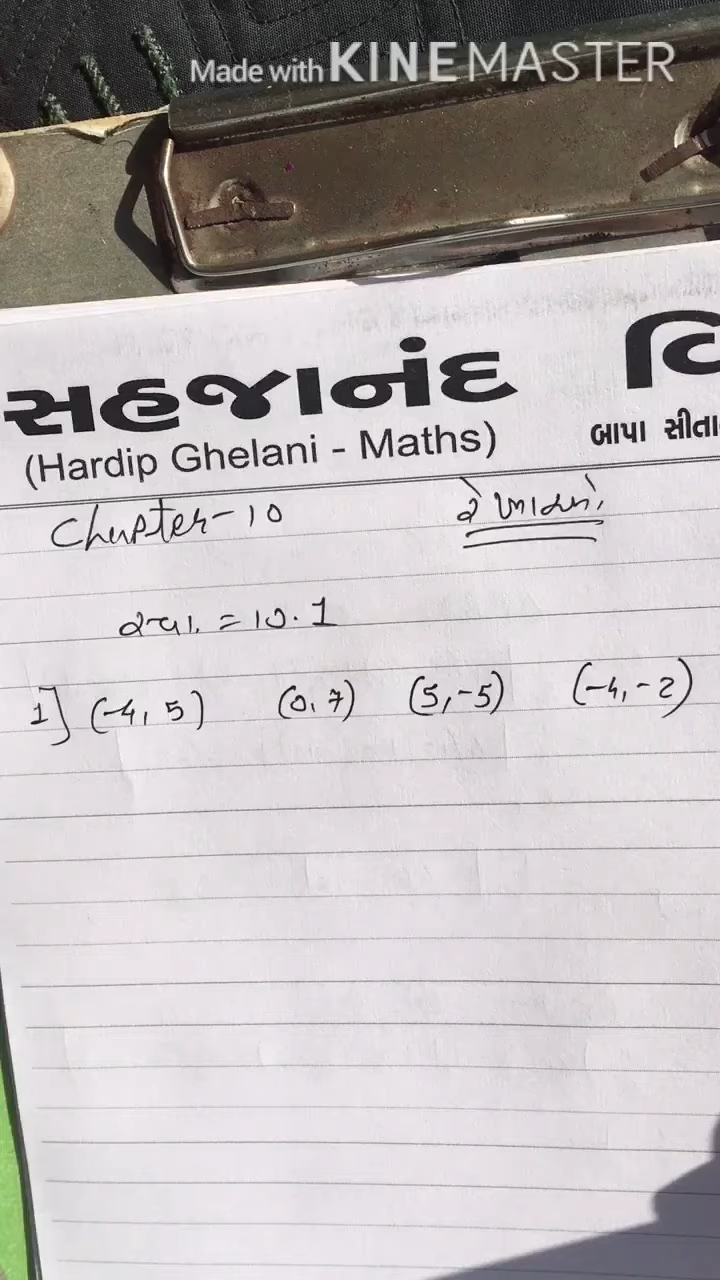 Made with KINEMASTER
સહજાનંદ વિ
(Hardip Ghelani - Maths)
બાપા સીતા
Chapter-10
રેખાઓ
સ્વા. = 10.1
1] (-4, 5) (0, 7) (5, -5) (-4, -2)